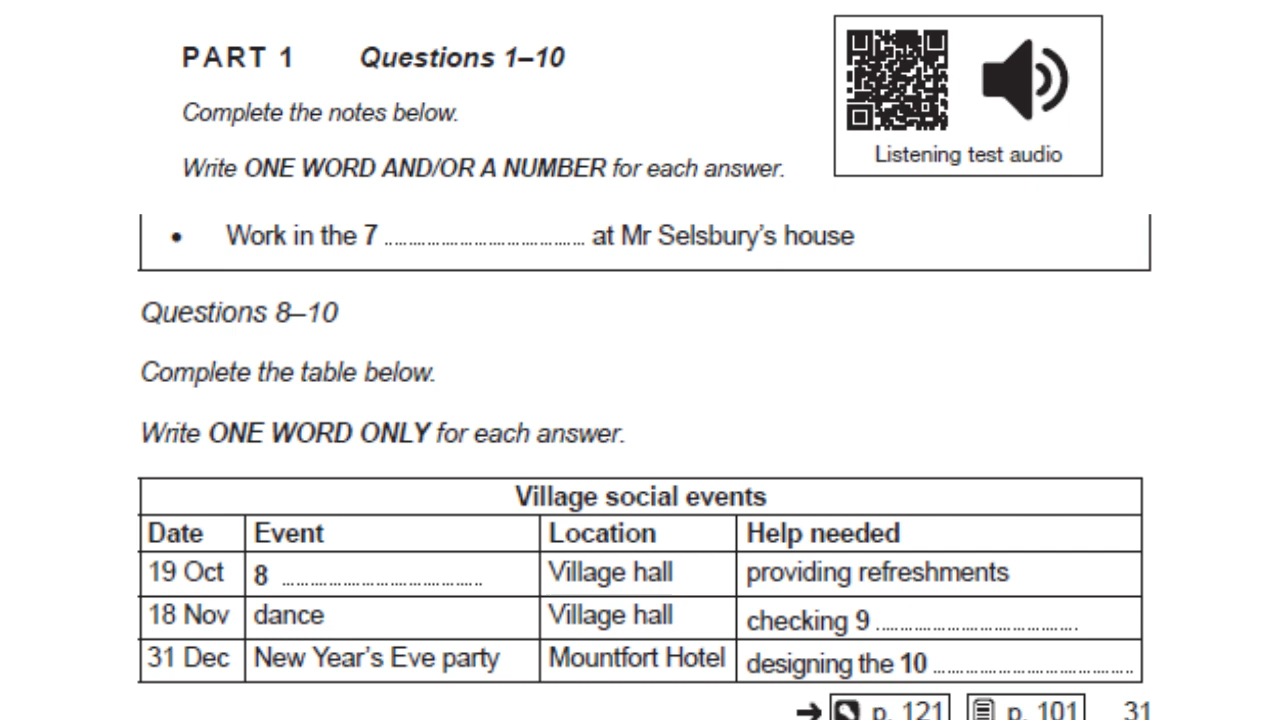 PART 1 Questions 1–10
Complete the notes below.
Write ONE WORD AND/OR A NUMBER for each answer.
Listening test audio
• Work in the 7 .................................... at Mr Selsbury's house
Questions 8–10
Complete the table below.
Write ONE WORD ONLY for each answer.
Village social events
Date Event Location Help needed
19 Oct 8 .................................... Village hall providing refreshments
18 Nov dance Village hall checking 9 ....................................
31 Dec New Year's Eve party Mountfort Hotel designing the 10 ....................................
→ p. 121 p. 101 31